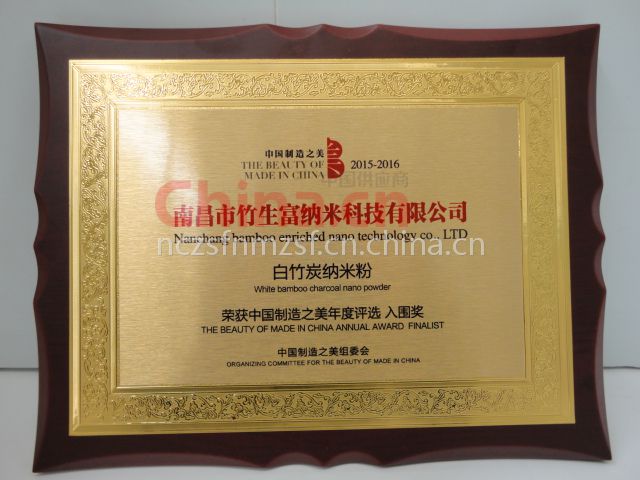 中国制造之美
THE BEAUTY OF
MADE IN CHINA
2015-2016
China.cn
中国供应商
南昌市竹生富纳米科技有限公司
Nanchang bamboo enriched nano technology co., LTD
nczsfnmzsf.cn.china.cn
白竹炭纳米粉
White bamboo charcoal nano powder
荣获中国制造之美年度评选 入围奖
THE BEAUTY OF MADE IN CHINA ANNUAL AWARD FINALIST
中国制造之美组委会
ORGANIZING COMMITTEE FOR THE BEAUTY OF MADE IN CHINA